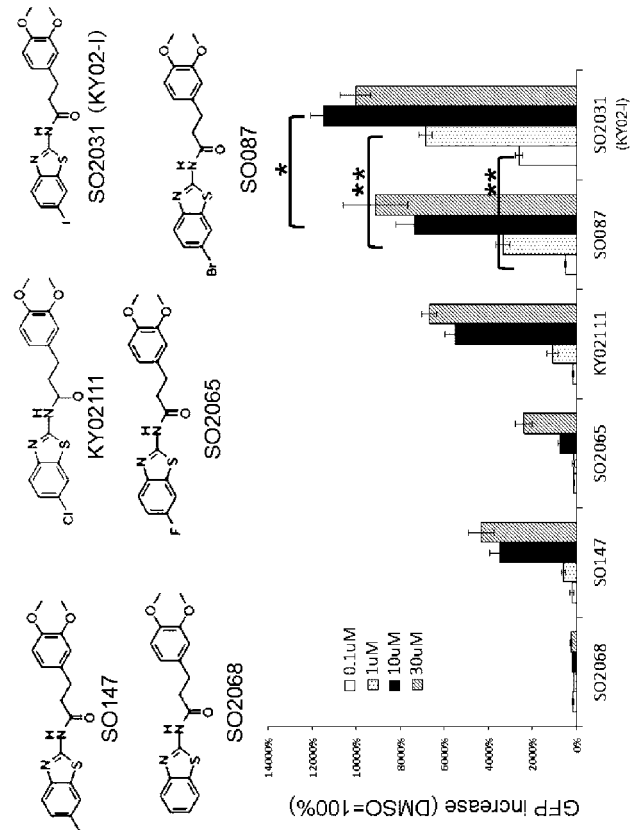 N
S
H
N
O
O
O
SO147
Cl
N
S
H
N
O
O
O
KY02111
I
N
S
H
N
O
O
O
SO2031 (KY02-I)
N
S
H
N
O
O
O
SO2068
F
N
S
H
N
O
O
O
SO2065
Br
N
S
H
N
O
O
O
SO087
GFP increase (DMSO=100%)
14000%
12000%
10000%
8000%
6000%
4000%
2000%
0%
0.1uM
1uM
10uM
30uM
*
**
**
SO2068
SO147
SO2065
KY02111
SO087
SO2031
(KY02-I)